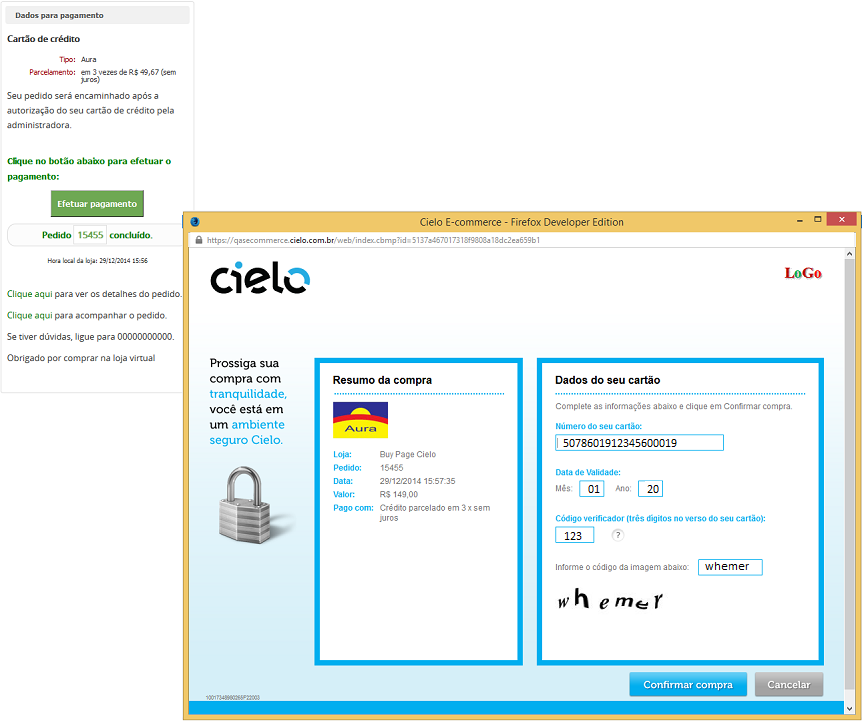 Dados para pagamento
Cartão de crédito
Tipo: Aura
Parcelamento: em 3 vezes de R$ 49,67 (sem
juros)
Seu pedido será encaminhado após a
autorização do seu cartão de crédito pela
administradora.
Clique no botão abaixo para efetuar o
pagamento:
Efetuar pagamento
Pedido 15455 concluído.
Hora local da loja: 29/12/2014 15:56
Clique aqui para ver os detalhes do pedido.
Clique aqui para acompanhar o pedido.
Se tiver dúvidas, ligue para 00000000000.
Obrigado por comprar na loja virtual
Cielo E-commerce - Firefox Developer Edition
https://qasecommerce.cielo.com.br/web/index.cbmp?id=5137a467017318f9808a18dc2ea659b1
cielo
LoGo
Prossiga sua
compra com
tranquilidade,
você está em
um ambiente
seguro Cielo.
Resumo da compra
Aura
Loja: Buy Page Cielo
Pedido: 15455
Data: 29/12/2014 15:57:35
Valor: R$ 149,00
Pago com: Crédito parcelado em 3 x sem
juros
Dados do seu cartão
Complete as informações abaixo e clique em Confirmar compra.
Número do seu cartão:
5078601912345600019
Data de Validade:
Mês: 01 Ano: 20
Código verificador (três dígitos no verso do seu cartão):
123 ?
Informe o código da imagem abaixo: whemer
whemer
Confirmar compra
Cancelar